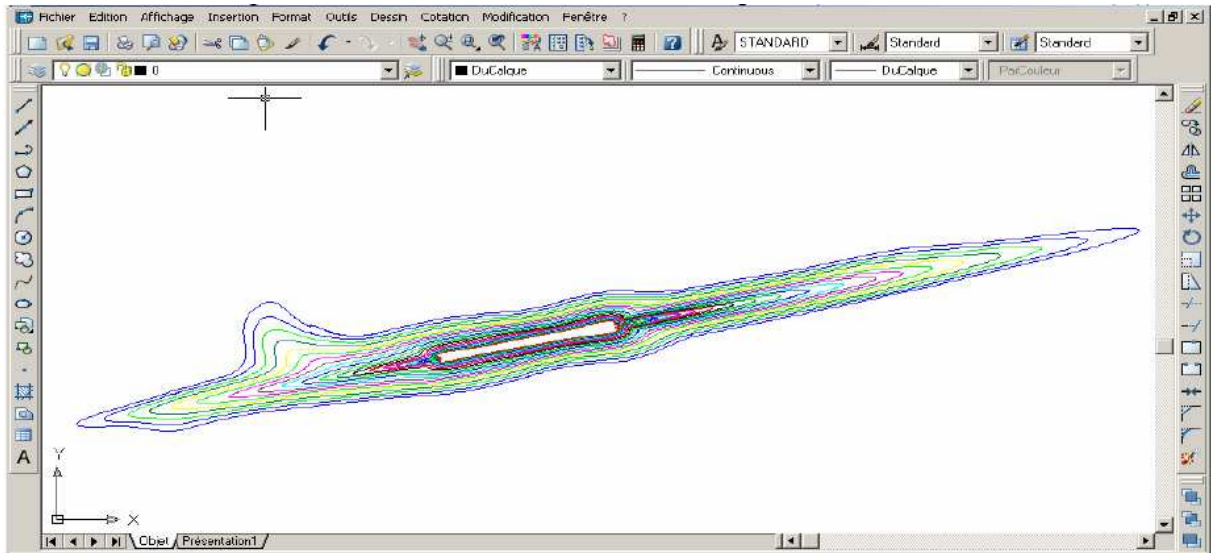 Fichier Edition Affichage Insertion Format Outils Dessin Cotation Modification Fenêtre ?
STANDARD Standard Standard
0 DuCalque Continuous DuCalque ParCouleur
A
Y
X
Objet Présentation1